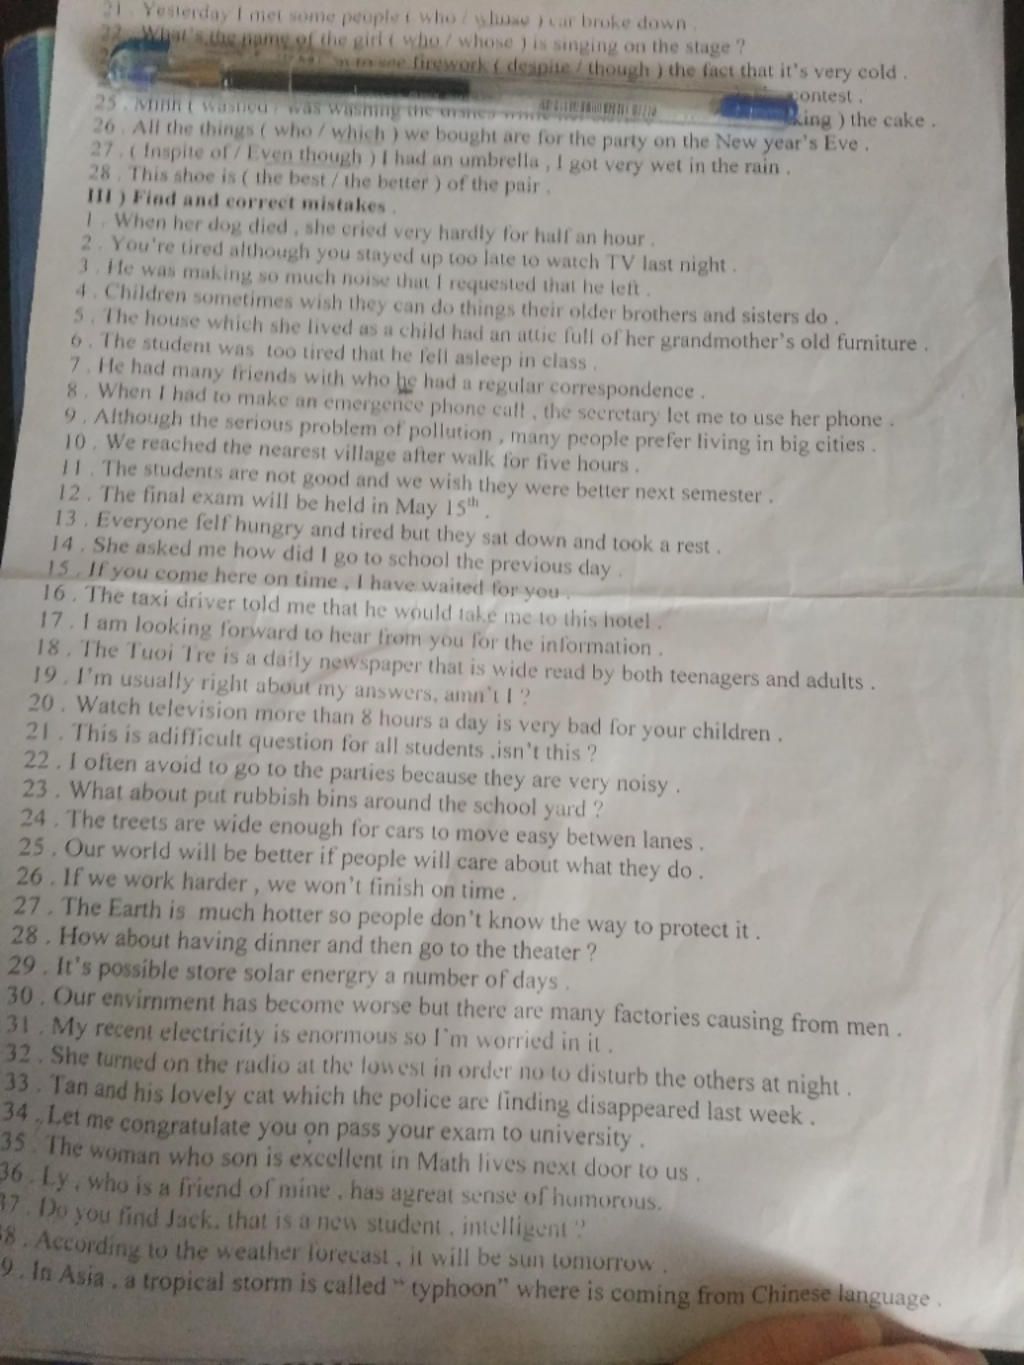 21 . Yesterday I met some people ( who / whose ) car broke down .
22 . What's the name of the girl ( who / whose ) is singing on the stage ?
to see firework ( despite / though ) the fact that it's very cold .
contest .
25 . Minh ( washed / was washing the dishes while king ) the cake .
26 . All the things ( who / which ) we bought are for the party on the New year's Eve .
27 . ( Inspite of / Even though ) I had an umbrella , I got very wet in the rain .
28 . This shoe is ( the best / the better ) of the pair .
III ) Find and correct mistakes .
1 . When her dog died , she cried very hardly for half an hour .
2 . You're tired although you stayed up too late to watch TV last night .
3 . He was making so much noise that I requested that he left .
4 . Children sometimes wish they can do things their older brothers and sisters do .
5 . The house which she lived as a child had an attic full of her grandmother's old furniture .
6 . The student was too tired that he fell asleep in class .
7 . He had many friends with who he had a regular correspondence .
8 . When I had to make an emergence phone call , the secretary let me to use her phone .
9 . Although the serious problem of pollution , many people prefer living in big cities .
10 . We reached the nearest village after walk for five hours .
11 . The students are not good and we wish they were better next semester .
12 . The final exam will be held in May 15th .
13 . Everyone felf hungry and tired but they sat down and took a rest .
14 . She asked me how did I go to school the previous day .
15 . If you come here on time , I have waited for you .
16 . The taxi driver told me that he would take me to this hotel .
17 . I am looking forward to hear from you for the information .
18 . The Tuoi Tre is a daily newspaper that is wide read by both teenagers and adults .
19 . I'm usually right about my answers, amn't I ?
20 . Watch television more than 8 hours a day is very bad for your children .
21 . This is adifficult question for all students ,isn't this ?
22 . I often avoid to go to the parties because they are very noisy .
23 . What about put rubbish bins around the school yard ?
24 . The treets are wide enough for cars to move easy betwen lanes .
25 . Our world will be better if people will care about what they do .
26 . If we work harder , we won't finish on time .
27 . The Earth is much hotter so people don't know the way to protect it .
28 . How about having dinner and then go to the theater ?
29 . It's possible store solar energry a number of days .
30 . Our envirnment has become worse but there are many factories causing from men .
31 . My recent electricity is enormous so I`m worried in it .
32 . She turned on the radio at the lowest in order no to disturb the others at night .
33 . Tan and his lovely cat which the police are finding disappeared last week .
34 . Let me congratulate you on pass your exam to university .
35 . The woman who son is excellent in Math lives next door to us .
36 . Ly , who is a friend of mine , has agreat sense of humorous.
37 . Do you find Jack, that is a new student , intelligent ?
38 . According to the weather forecast , it will be sun tomorrow .
9 . In Asia , a tropical storm is called " typhoon" where is coming from Chinese language .